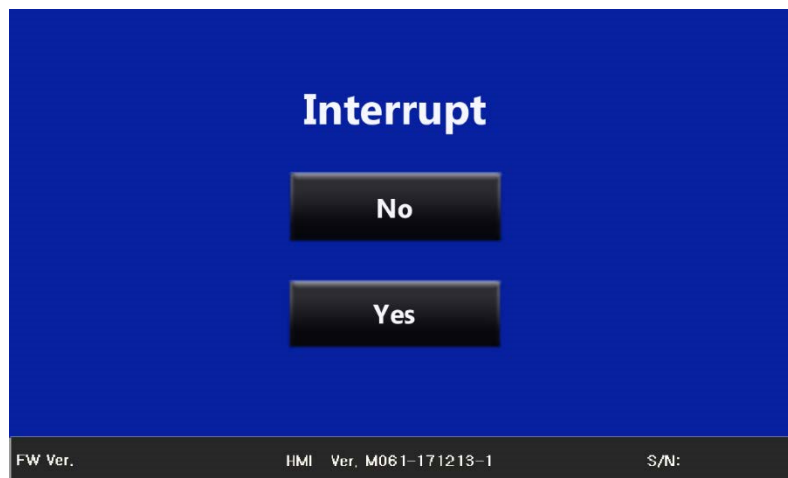 Interrupt
No
Yes
FW Ver. HMI Ver. M061-171213-1 S/N: